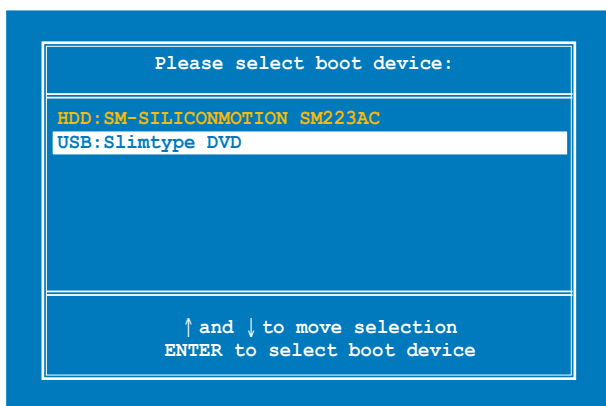 Please select boot device:
HDD:SM-SILICONMOTION SM223AC
USB:Slimtype DVD
↑ and ↓ to move selection
ENTER to select boot device